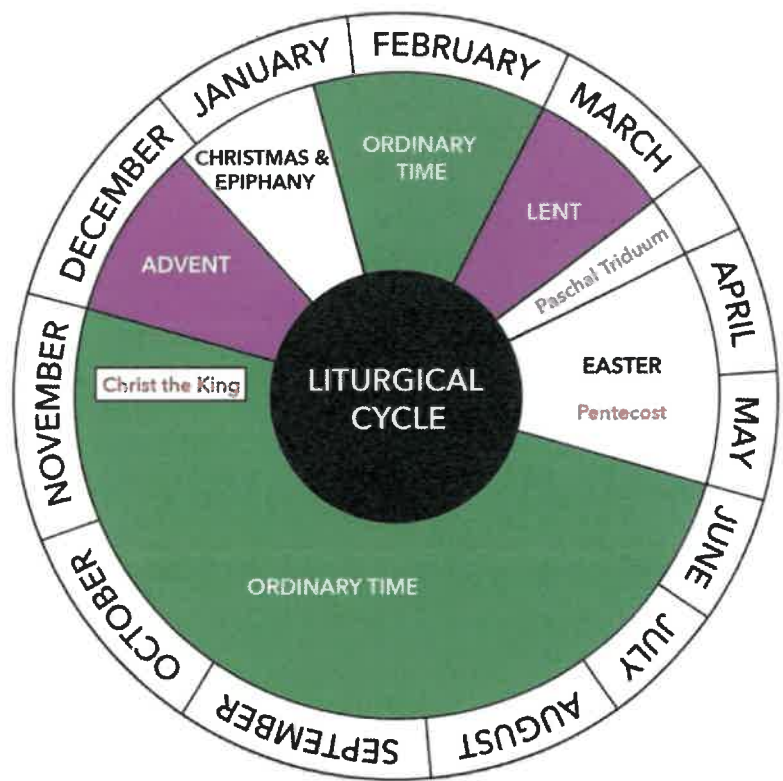 JANUARY
FEBRUARY
MARCH
APRIL
MAY
JUNE
JULY
AUGUST
SEPTEMBER
OCTOBER
NOVEMBER
DECEMBER
CHRISTMAS &
EPIPHANY
ORDINARY
TIME
LENT
Paschal Triduum
EASTER
Pentecost
ORDINARY TIME
Christ the King
ADVENT
LITURGICAL
CYCLE